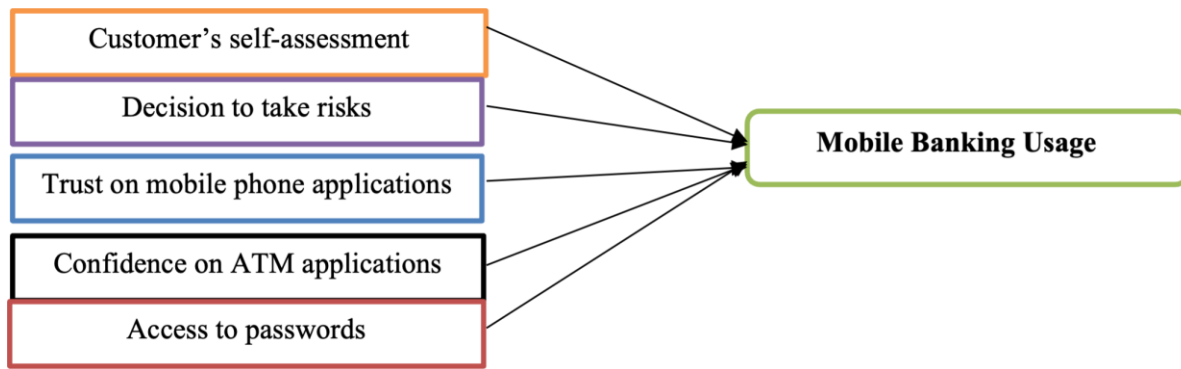 Customer’s self-assessment
Decision to take risks
Mobile Banking Usage
Trust on mobile phone applications
Confidence on ATM applications
Access to passwords